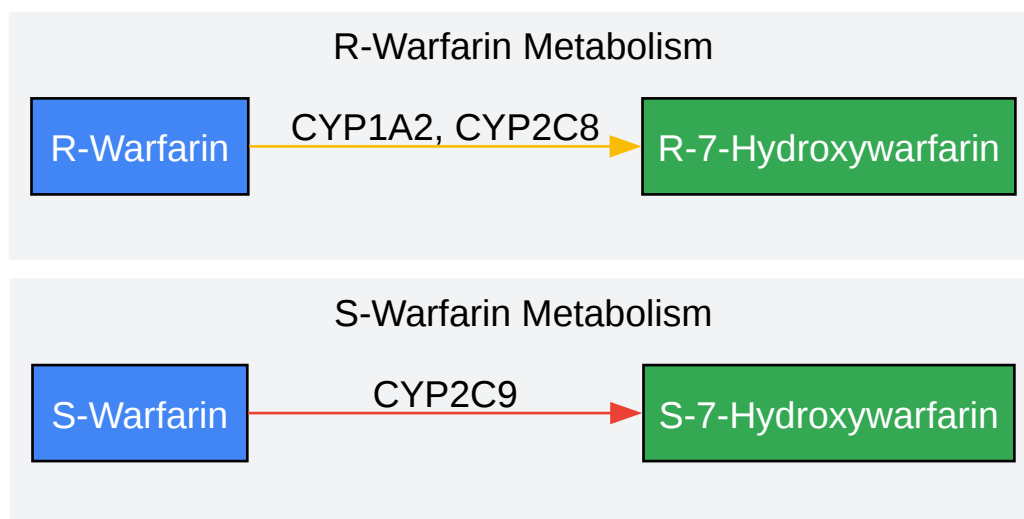 R-Warfarin Metabolism
R-Warfarin
CYP1A2, CYP2C8
R-7-Hydroxywarfarin
S-Warfarin Metabolism
S-Warfarin
CYP2C9
S-7-Hydroxywarfarin